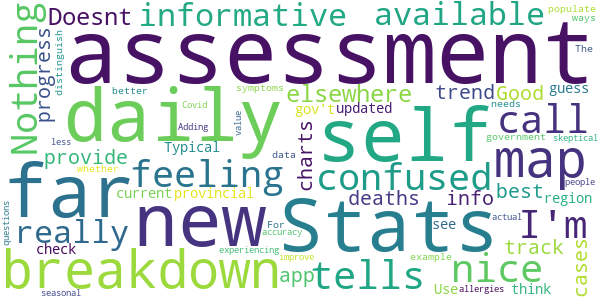 Doesnt informative available populate
ways
Nothing progress distinguish assessment
better Covid symptoms elsewhere trend Good guess
daily Adding value gov't updated needs call
Typical charts self The government skeptical
provide whether feeling data confused map
less far current provincial deaths info best region people
really new Stats see I'm
questions check For accuracy track actual cases
breakdown experiencing app tells improve nice
seasonal example Use allergies think